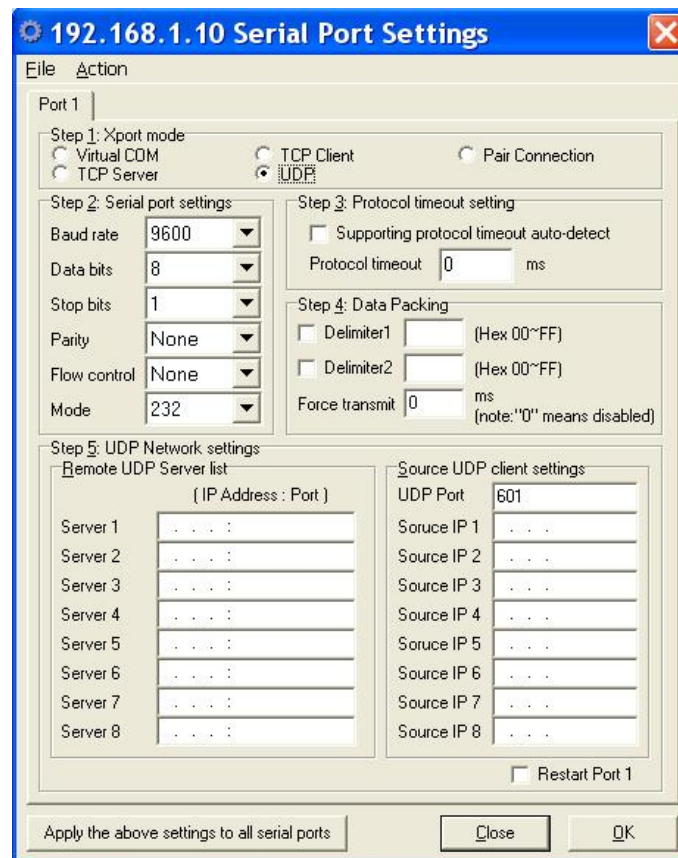 192.168.1.10 Serial Port Settings
File Action
Port 1
Step 1: Xport mode
Virtual COM
TCP Client
Pair Connection
TCP Server
UDP
Step 2: Serial port settings
Baud rate 9600
Data bits 8
Stop bits 1
Parity None
Flow control None
Mode 232
Step 3: Protocol timeout setting
Supporting protocol timeout auto-detect
Protocol timeout 0 ms
Step 4: Data Packing
Delimiter1 (Hex 00~FF)
Delimiter2 (Hex 00~FF)
Force transmit 0 ms
(note:"0" means disabled)
Step 5: UDP Network settings
Remote UDP Server list
( IP Address : Port )
Server 1 . . . :
Server 2 . . . :
Server 3 . . . :
Server 4 . . . :
Server 5 . . . :
Server 6 . . . :
Server 7 . . . :
Server 8 . . . :
Source UDP client settings
UDP Port 601
Soruce IP 1 . . .
Source IP 2 . . .
Source IP 3 . . .
Source IP 4 . . .
Soruce IP 5 . . .
Source IP 6 . . .
Source IP 7 . . .
Source IP 8 . . .
Restart Port 1
Apply the above settings to all serial ports
Close
OK